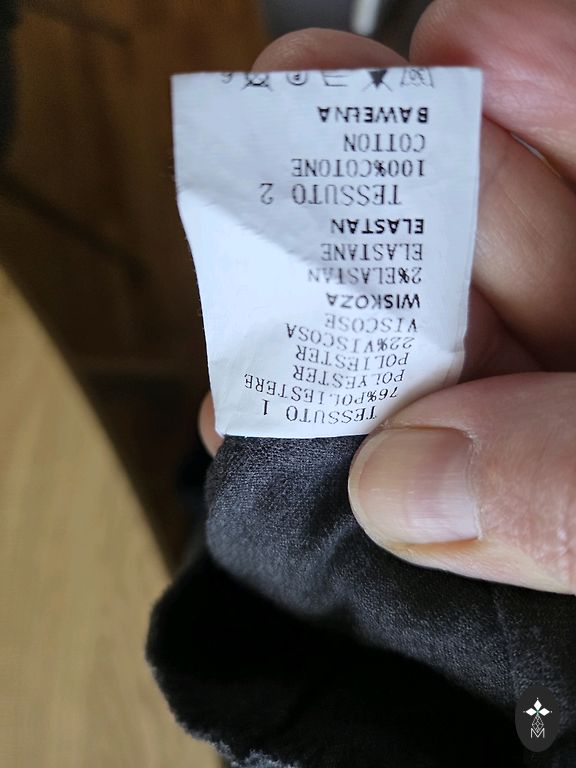 TESSUTO 1
76%POLIESTERE
POLYESTER
POLIESTER
22%VISCOSA
VISCOSE
WISKOZA
2%ELASTAN
ELASTANE
ELASTAN
TESSUTO 2
100%COTONE
COTTON
BAWEŁNA
30
M